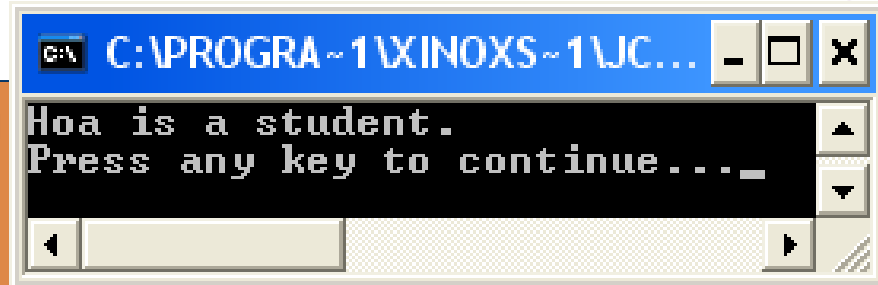 C:\PROGRA~1\XINOXS~1\JC...
Hoa is a student.
Press any key to continue..._